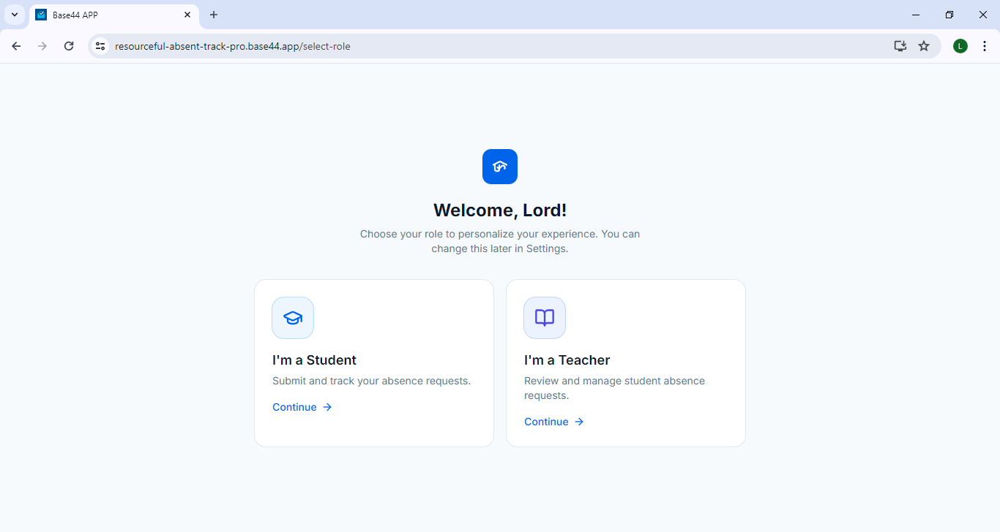 Base44 APP
resourceful-absent-track-pro.base44.app/select-role
L
Welcome, Lord!
Choose your role to personalize your experience. You can
change this later in Settings.
I'm a Student
Submit and track your absence requests.
Continue →
I'm a Teacher
Review and manage student absence
requests.
Continue →